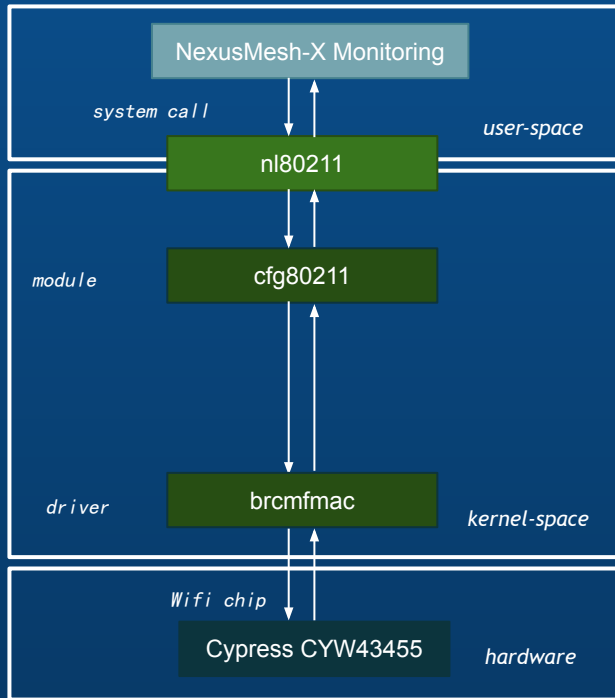 NexusMesh-X Monitoring
system call
user-space
nl80211
cfg80211
module
brcmfmac
driver
kernel-space
Wifi chip
Cypress CYW43455
hardware